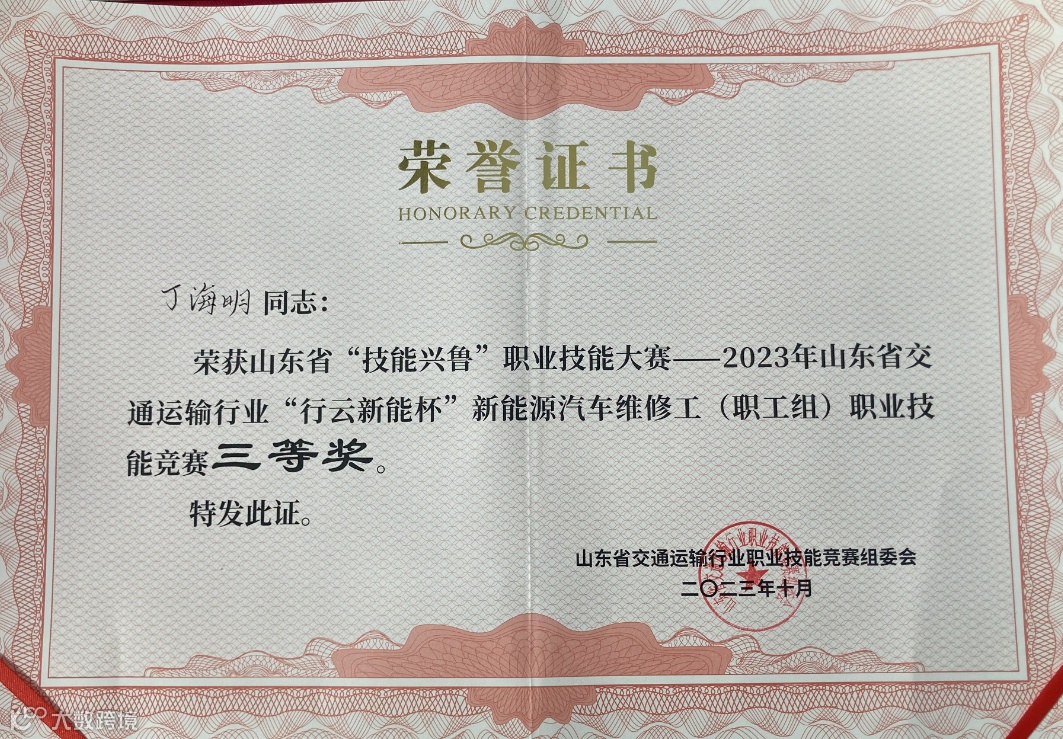 荣誉证书
HONORARY CREDENTIAL
丁海明 同志：
荣获山东省“技能兴鲁”职业技能大赛——2023年山东省交
通运输行业“行云新能杯”新能源汽车维修工（职工组）职业技
能竞赛三等奖。
特发此证。
山东省交通运输行业职业技能竞赛组委会
二〇二三年十月
大数跨境